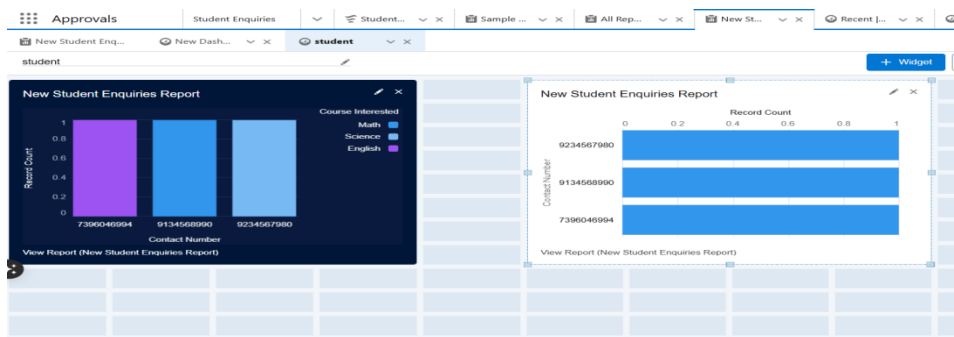 Approvals
Student Enquiries
Student...
Sample ...
All Rep...
New St...
Recent |...
New Student Enq...
New Dash...
student
student
+ Widget
New Student Enquiries Report
Course Interested
Math
Science
English
Record Count
1
0.8
0.6
0.4
0.2
0
7396046994 9134568990 9234567980
Contact Number
View Report (New Student Enquiries Report)
New Student Enquiries Report
Record Count
0 0.2 0.4 0.6 0.8 1
Contact Number
9234567980
9134568990
7396046994
View Report (New Student Enquiries Report)